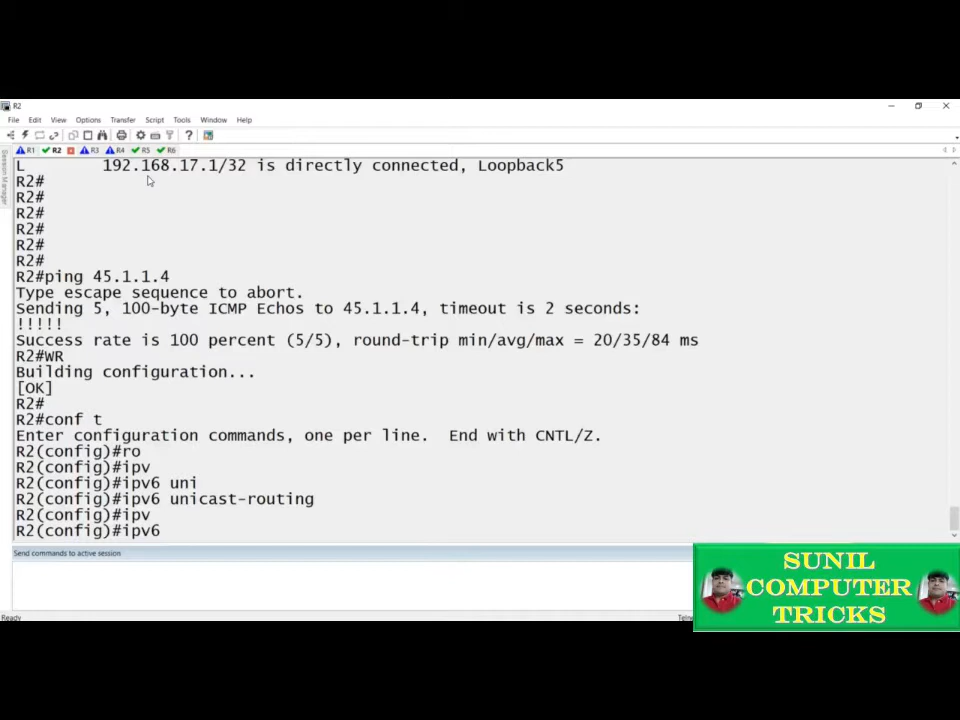 R2
File Edit View Options Transfer Script Tools Window Help
R1 R2 R3 R4 R5 R6
Session Manager
L 192.168.17.1/32 is directly connected, Loopback5
R2#
R2#
R2#
R2#
R2#
R2#
R2#ping 45.1.1.4
Type escape sequence to abort.
Sending 5, 100-byte ICMP Echos to 45.1.1.4, timeout is 2 seconds:
!!!!!
Success rate is 100 percent (5/5), round-trip min/avg/max = 20/35/84 ms
R2#WR
Building configuration...
[OK]
R2#
R2#conf t
Enter configuration commands, one per line. End with CNTL/Z.
R2(config)#ro
R2(config)#ipv
R2(config)#ipv6 uni
R2(config)#ipv6 unicast-routing
R2(config)#ipv
R2(config)#ipv6
Send commands to active session
Ready
SUNIL
COMPUTER
TRICKS